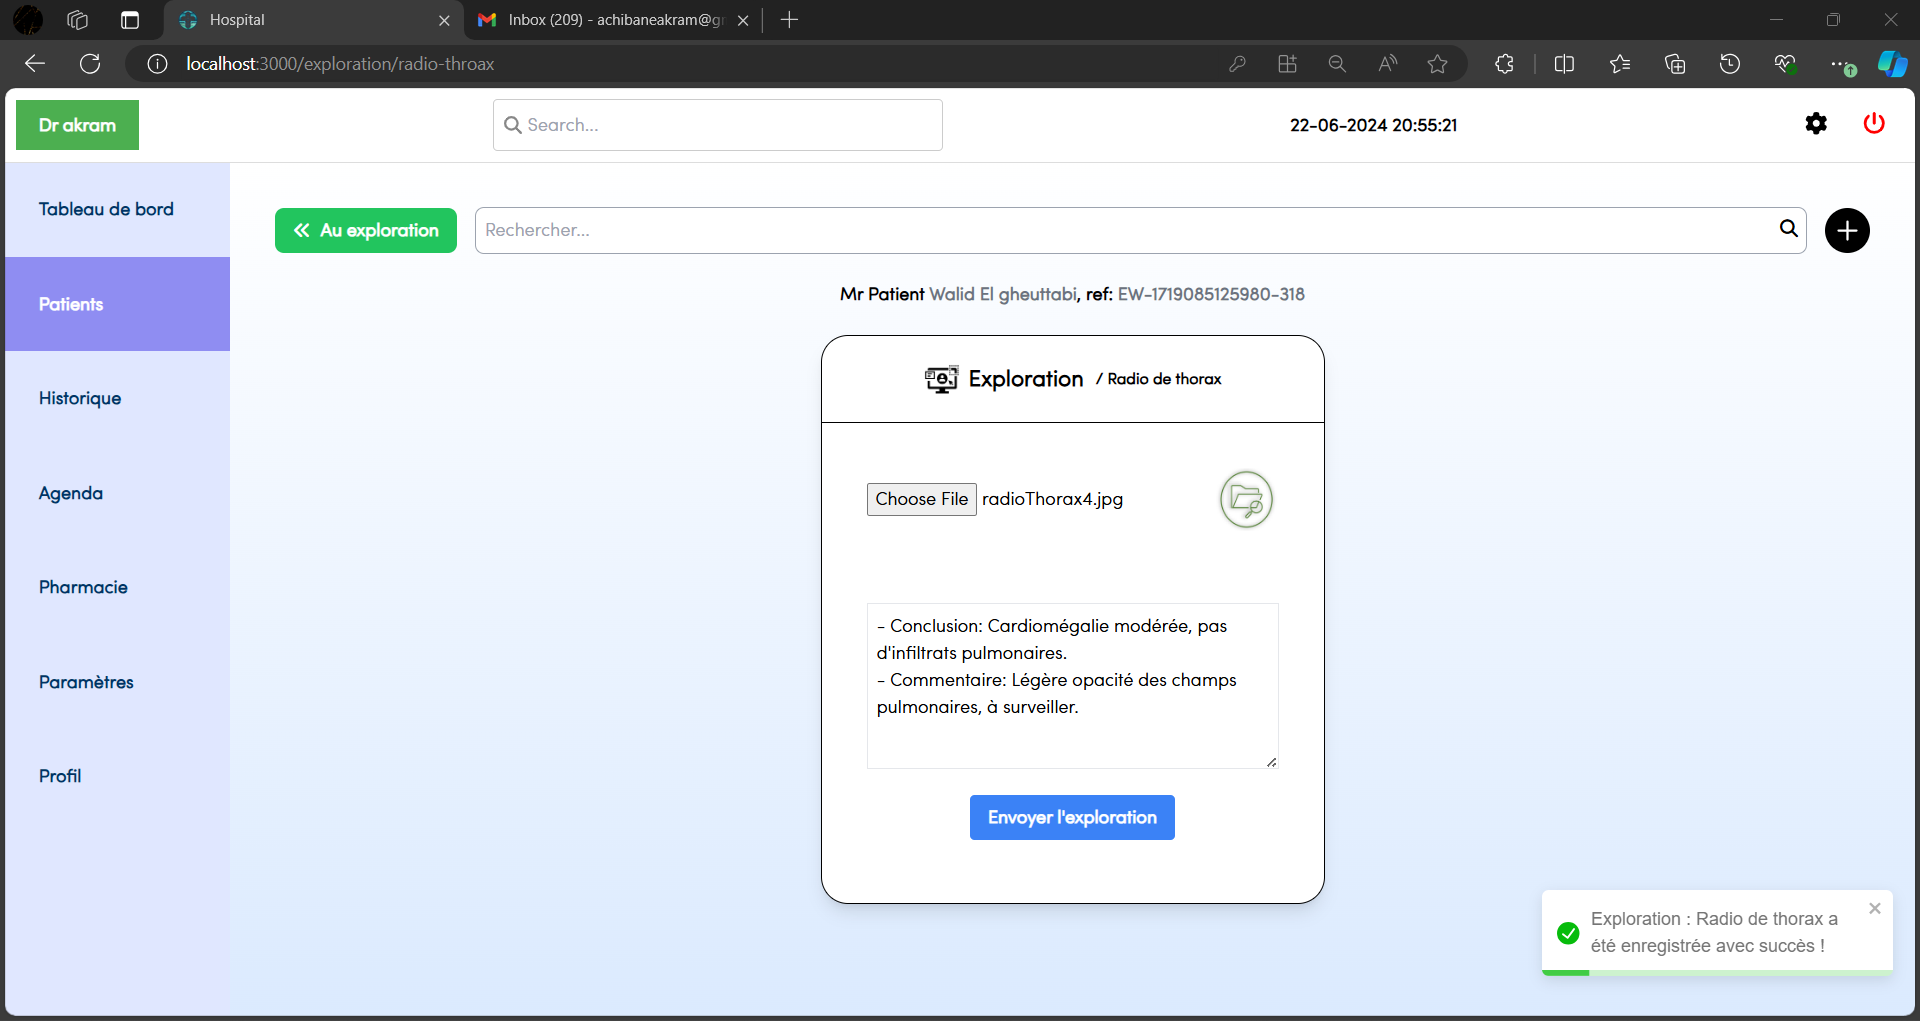 Hospital
Inbox (209) - achibaneakram@gr
localhost:3000/exploration/radio-throax
Dr akram
Search...
22-06-2024 20:55:21
Tableau de bord
Patients
Historique
Agenda
Pharmacie
Paramètres
Profil
Au exploration
Rechercher...
Mr Patient Walid El gheuttabi, ref: EW-1719085125980-318
Exploration / Radio de thorax
Choose File radioThorax4.jpg
- Conclusion: Cardiomégalie modérée, pas
d'infiltrats pulmonaires.
- Commentaire: Légère opacité des champs
pulmonaires, à surveiller.
Envoyer l'exploration
Exploration : Radio de thorax a
été enregistrée avec succès !